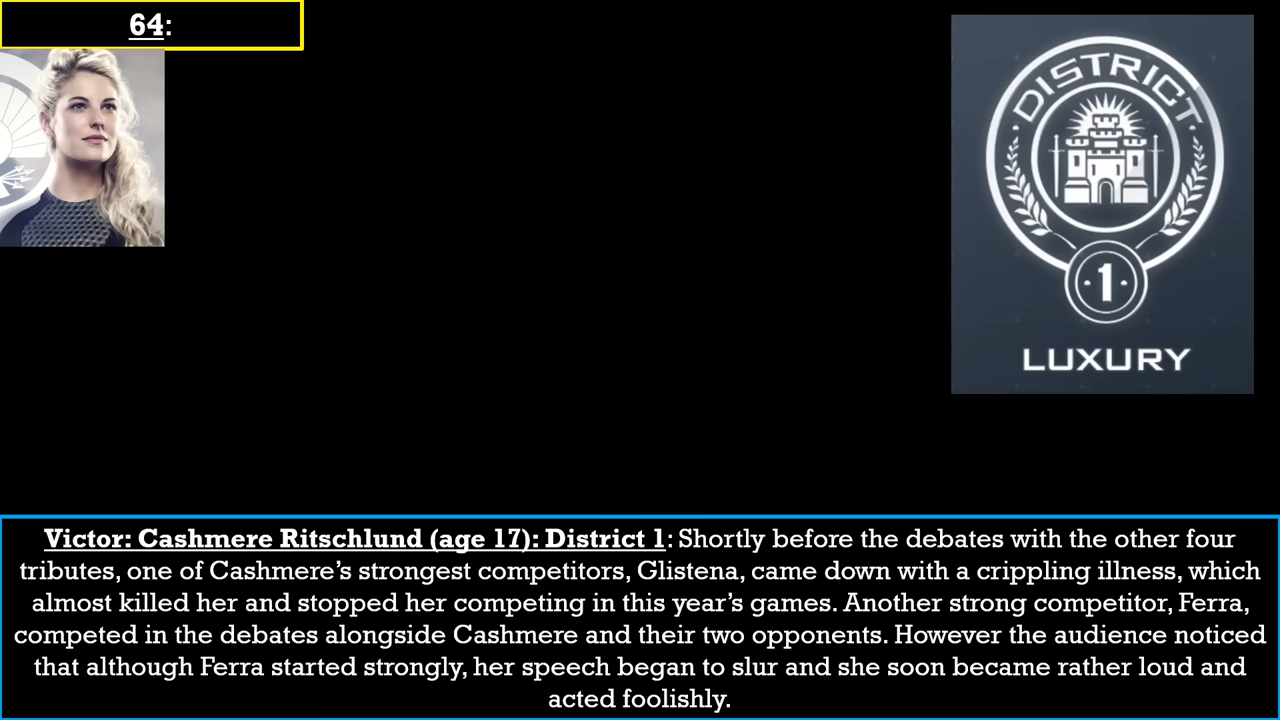 64:
DISTRICT
1
LUXURY
Victor: Cashmere Ritschlund (age 17): District 1: Shortly before the debates with the other four
tributes, one of Cashmere’s strongest competitors, Glistena, came down with a crippling illness, which
almost killed her and stopped her competing in this year’s games. Another strong competitor, Ferra,
competed in the debates alongside Cashmere and their two opponents. However the audience noticed
that although Ferra started strongly, her speech began to slur and she soon became rather loud and
acted foolishly.